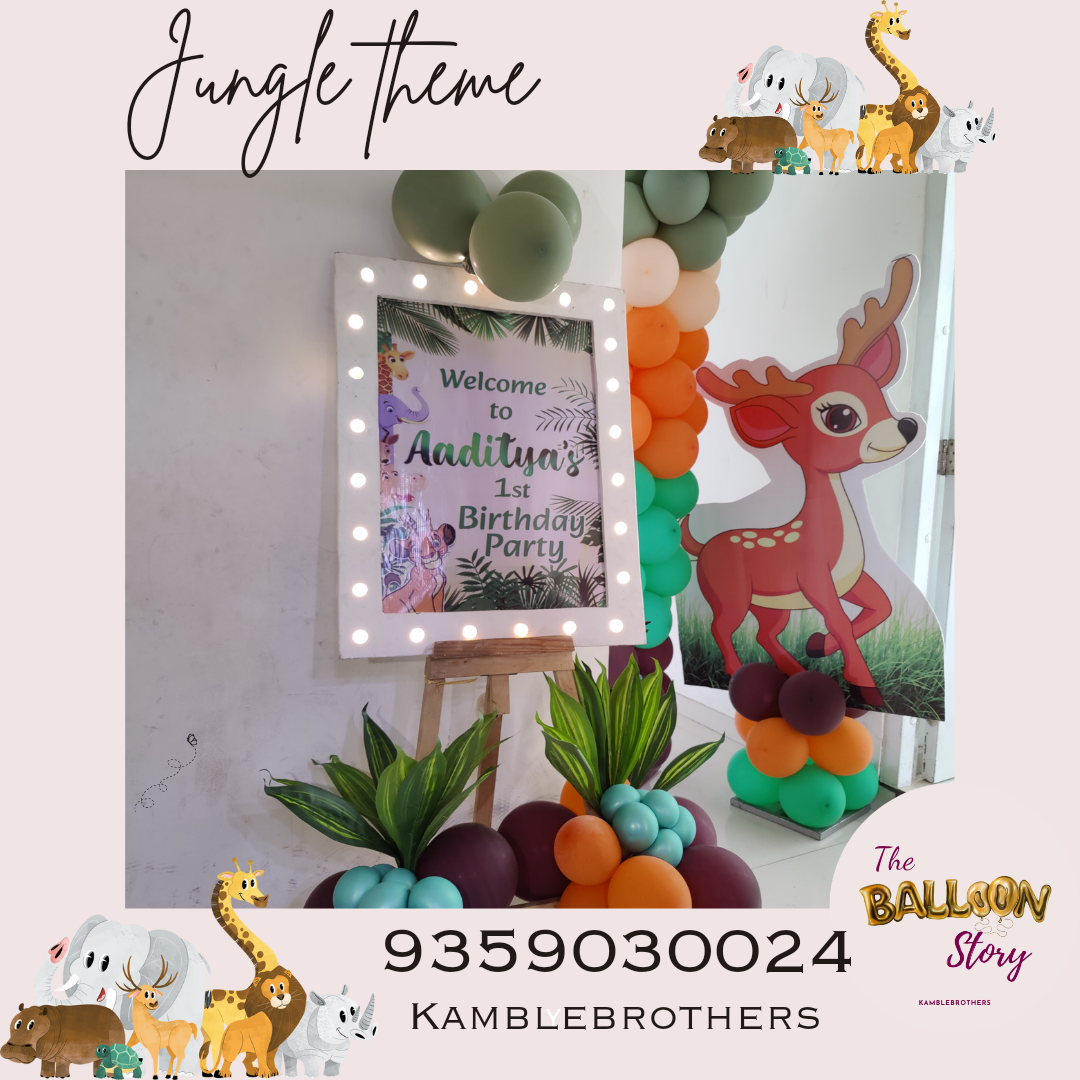 Jungle theme
Welcome
to
Aaditya's
1st
Birthday
Party
The
BALLOON
Story
KAMBLEBROTHERS
9359030024
KAMBLEBROTHERS